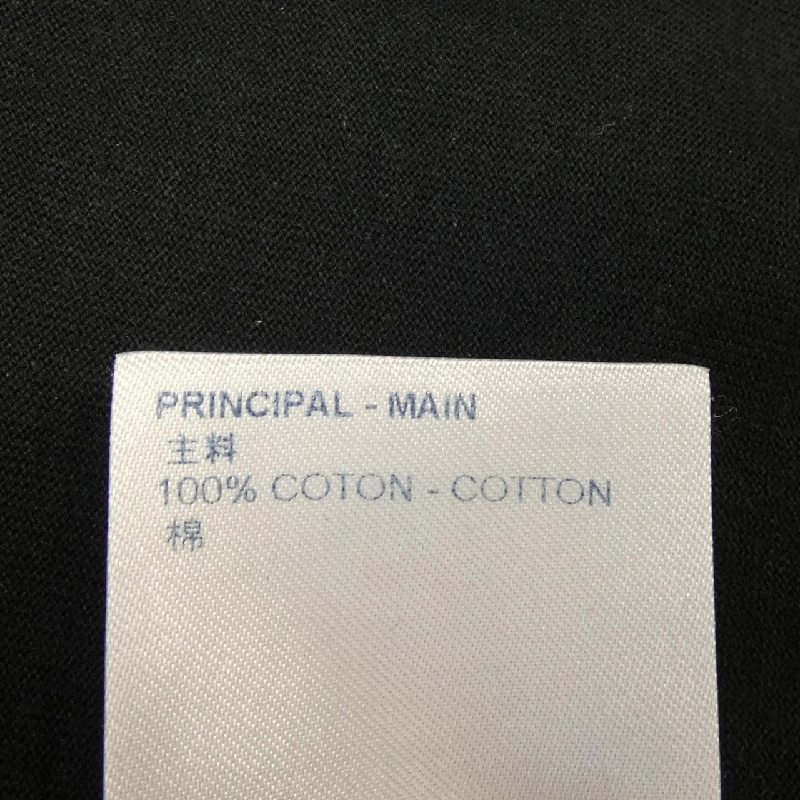 PRINCIPAL - MAIN
主料
100% COTON - COTTON
棉